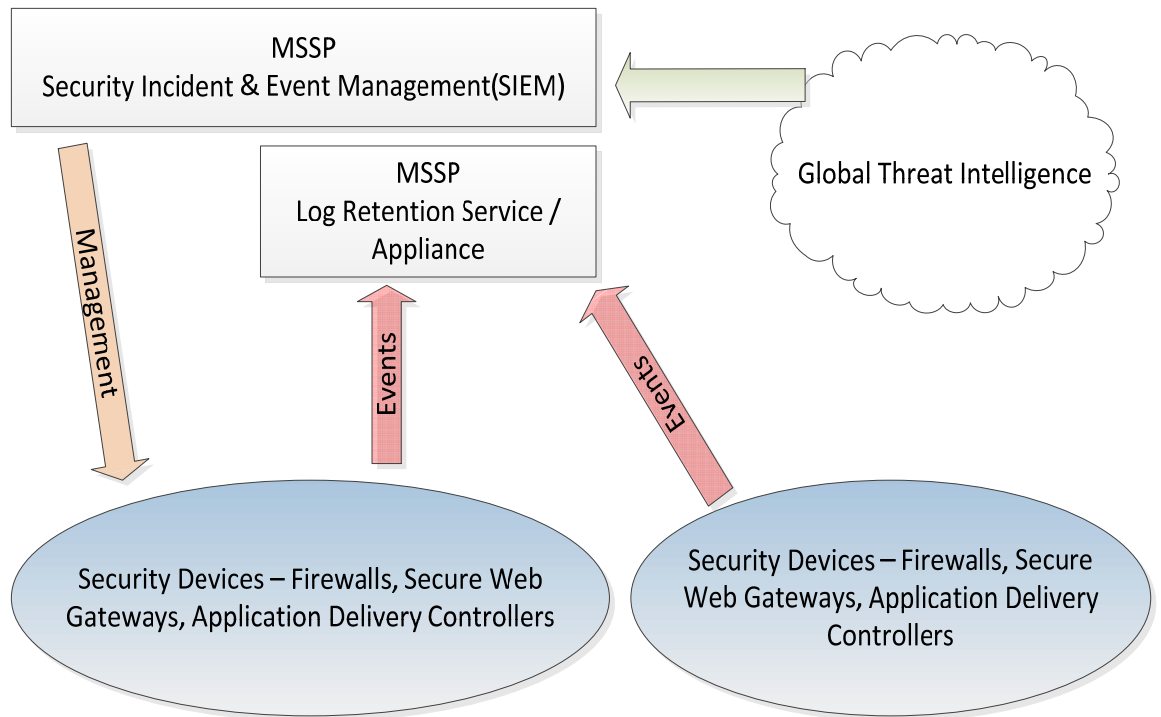 MSSP
Security Incident & Event Management(SIEM)
MSSP
Log Retention Service /
Appliance
Global Threat Intelligence
Management
Events
Events
Security Devices – Firewalls, Secure Web
Gateways, Application Delivery Controllers
Security Devices – Firewalls, Secure
Web Gateways, Application Delivery
Controllers